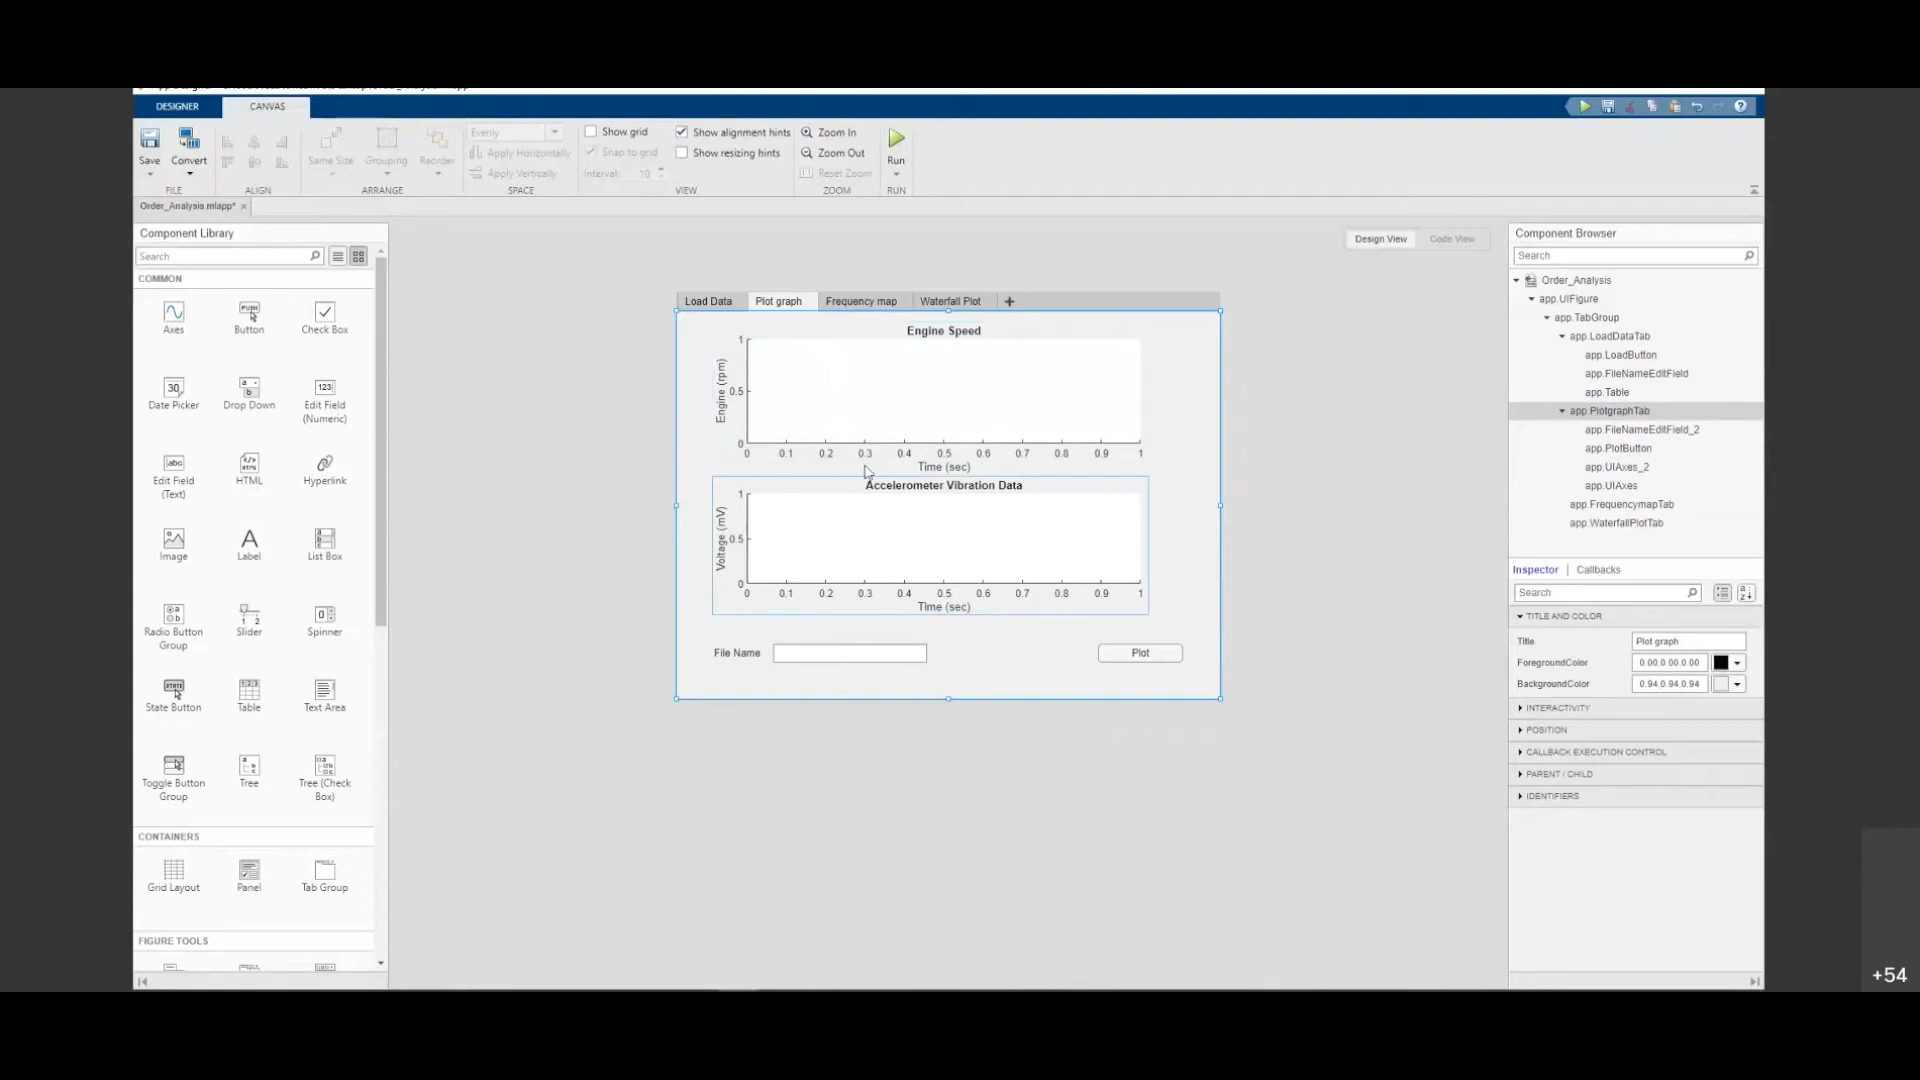 DESIGNER CANVAS
Save Convert Same Size Grouping Reorder
Evenly
Apply Horizontally
Apply Vertically
Show grid
Snap to grid
Interval: 10
Show alignment hints
Show resizing hints
Zoom In
Zoom Out
Reset Zoom
Run
FILE ALIGN ARRANGE SPACE VIEW ZOOM RUN
Order_Analysis.mlapp* ×
Component Library
Search
COMMON
Axes
PUSH
Button
Check Box
30
Date Picker
a
b
Drop Down
123
Edit Field
(Numeric)
abc
Edit Field
(Text)
</>
HTML
HTML
Hyperlink
Image
A
Label
a
b
c
List Box
a
b
Radio Button
Group
1 2
Slider
0
Spinner
STATE
State Button
1 2 3
Table
Text Area
Toggle Button
Group
a
b
c
Tree
a
b
c
Tree (Check
Box)
CONTAINERS
Grid Layout
Panel
Tab Group
FIGURE TOOLS
Design View Code View
Load Data Plot graph Frequency map Waterfall Plot +
Engine Speed
Engine (rpm)
1
0.5
0
0 0.1 0.2 0.3 0.4 0.5 0.6 0.7 0.8 0.9 1
Time (sec)
Accelerometer Vibration Data
Voltage (mV)
1
0.5
0
0 0.1 0.2 0.3 0.4 0.5 0.6 0.7 0.8 0.9 1
Time (sec)
File Name
Plot
Component Browser
Search
Order_Analysis
app.UIFigure
app.TabGroup
app.LoadDataTab
app.LoadButton
app.FileNameEditField
app.Table
app.PlotgraphTab
app.FileNameEditField_2
app.PlotButton
app.UIAxes_2
app.UIAxes
app.FrequencymapTab
app.WaterfallPlotTab
Inspector | Callbacks
Search
TITLE AND COLOR
Title Plot graph
ForegroundColor 0.00,0.00,0.00
BackgroundColor 0.94,0.94,0.94
INTERACTIVITY
POSITION
CALLBACK EXECUTION CONTROL
PARENT / CHILD
IDENTIFIERS
+54